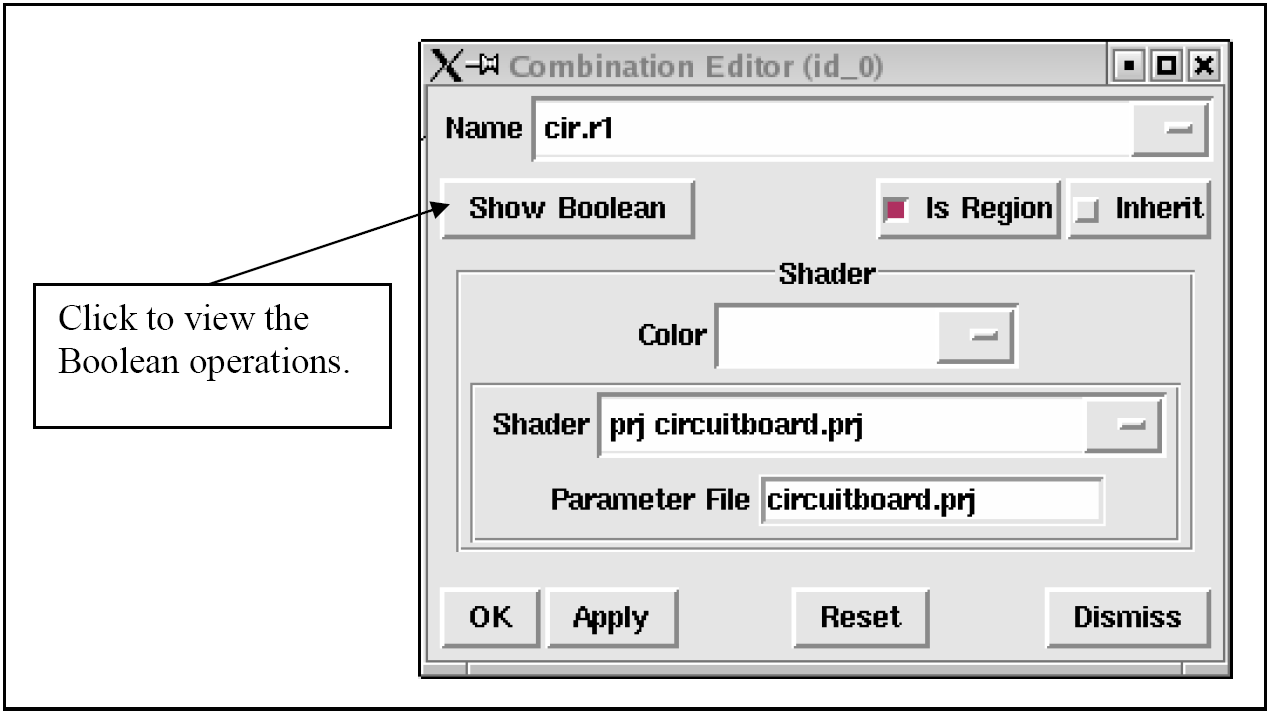 Combination Editor (id_0)
Name cir.r1
Show Boolean Is Region Inherit
Click to view the
Boolean operations.
Shader
Color
Shader prj circuitboard.prj
Parameter File circuitboard.prj
OK Apply Reset Dismiss